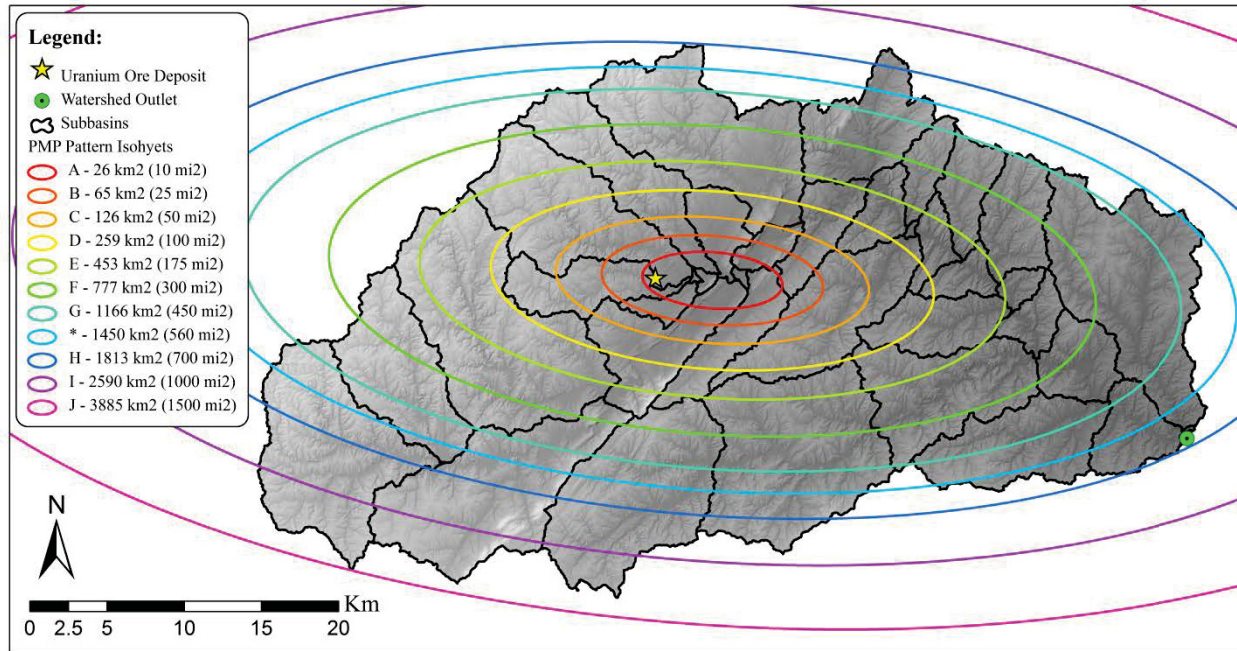 Legend:
Uranium Ore Deposit
Watershed Outlet
Subbasins
PMP Pattern Isohyets
A - 26 km2 (10 mi2)
B - 65 km2 (25 mi2)
C - 126 km2 (50 mi2)
D - 259 km2 (100 mi2)
E - 453 km2 (175 mi2)
F - 777 km2 (300 mi2)
G - 1166 km2 (450 mi2)
* - 1450 km2 (560 mi2)
H - 1813 km2 (700 mi2)
I - 2590 km2 (1000 mi2)
J - 3885 km2 (1500 mi2)
N
Km
0 2.5 5 10 15 20